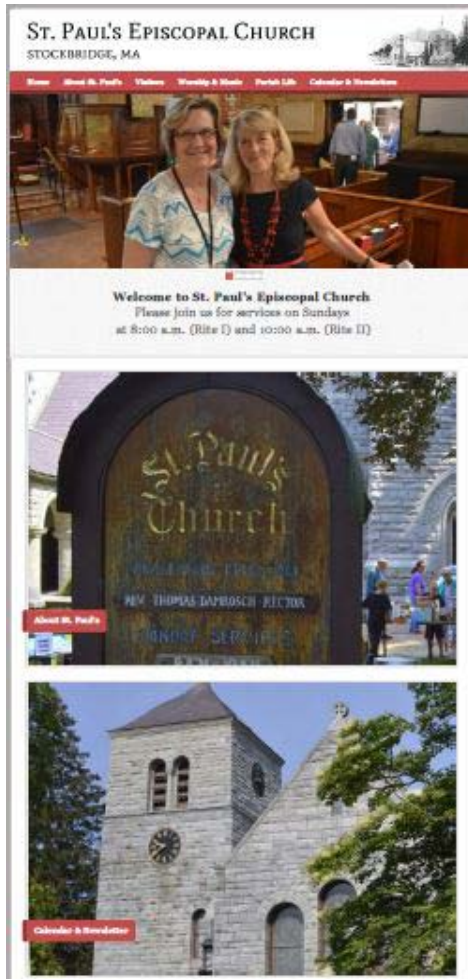 ST. PAUL'S EPISCOPAL CHURCH
STOCKBRIDGE, MA
Home About St. Paul's Visitors Worship & Music Parish Life Calendar & Newsletters
Welcome to St. Paul's Episcopal Church
Please join us for services on Sundays
at 8:00 a.m. (Rite I) and 10:00 a.m. (Rite II)
St. Paul's
Church
REV. THOMAS DAMROSCH RECTOR
SUNDAY SERVICES
About St. Paul's
Calendar & Newsletter